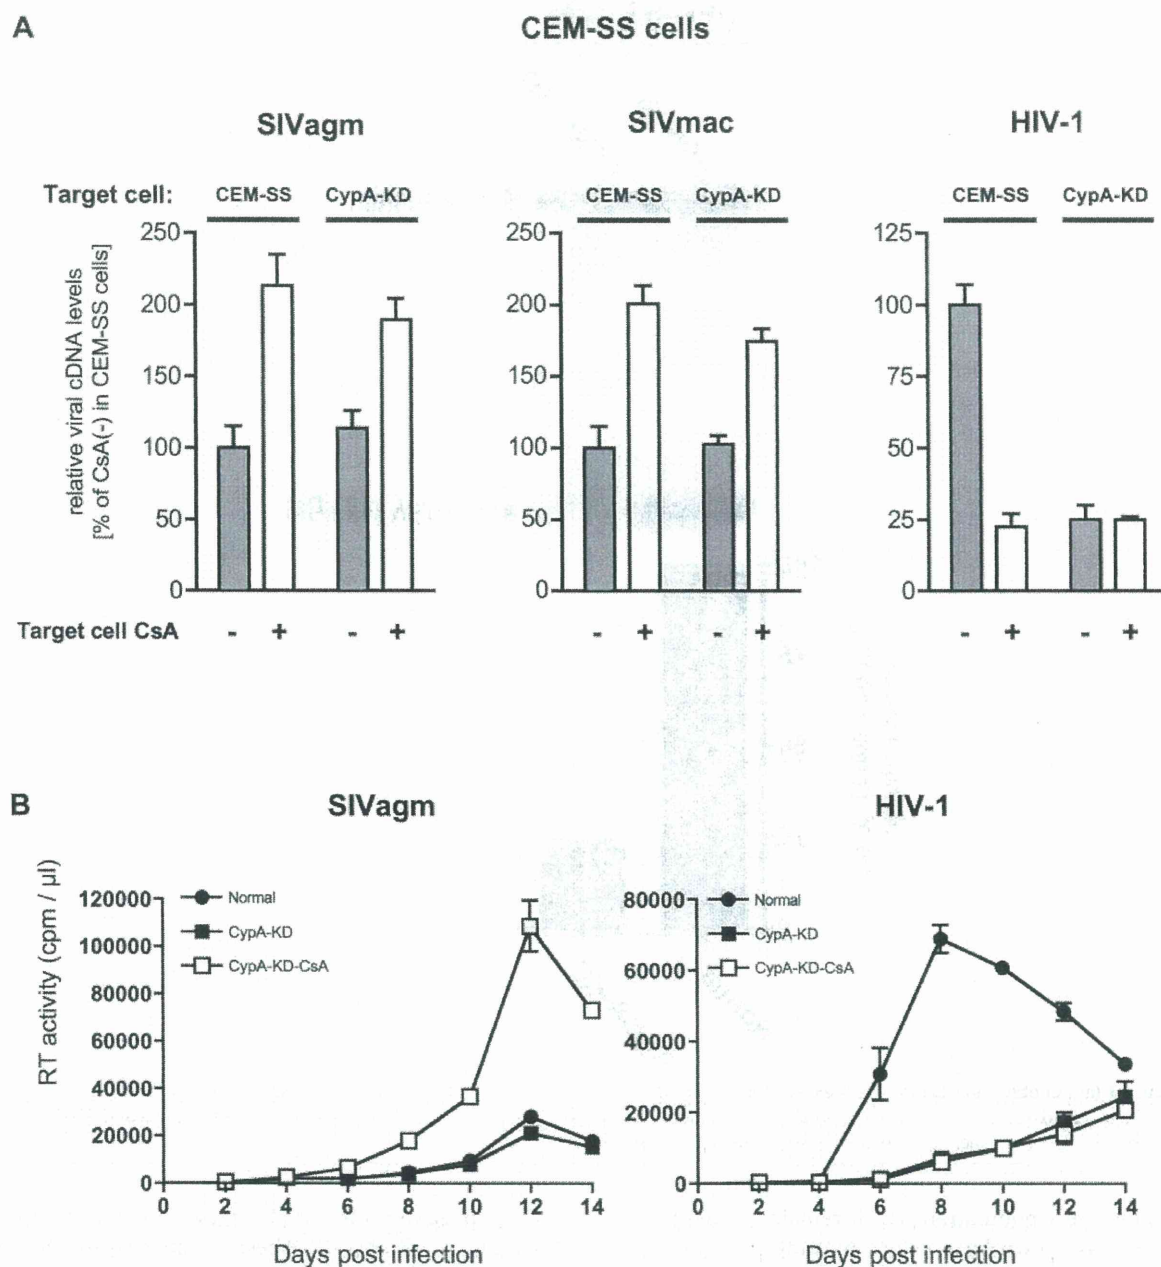 A
CEM-SS cells
SIVagm
SIVmac
HIV-1
Target cell:
CEM-SS
CypA-KD
CEM-SS
CypA-KD
CEM-SS
CypA-KD
relative viral cDNA levels
[% of CsA(-) in CEM-SS cells]
250
200
150
100
50
0
250
200
150
100
50
0
125
100
75
50
25
0
Target cell CsA
- + - +
- + - +
- + - +
B
SIVagm
HIV-1
RT activity (cpm / µl)
120000
100000
80000
60000
40000
20000
0
Normal
CypA-KD
CypA-KD-CsA
0 2 4 6 8 10 12 14
Days post infection
80000
60000
40000
20000
0
Normal
CypA-KD
CypA-KD-CsA
0 2 4 6 8 10 12 14
Days post infection